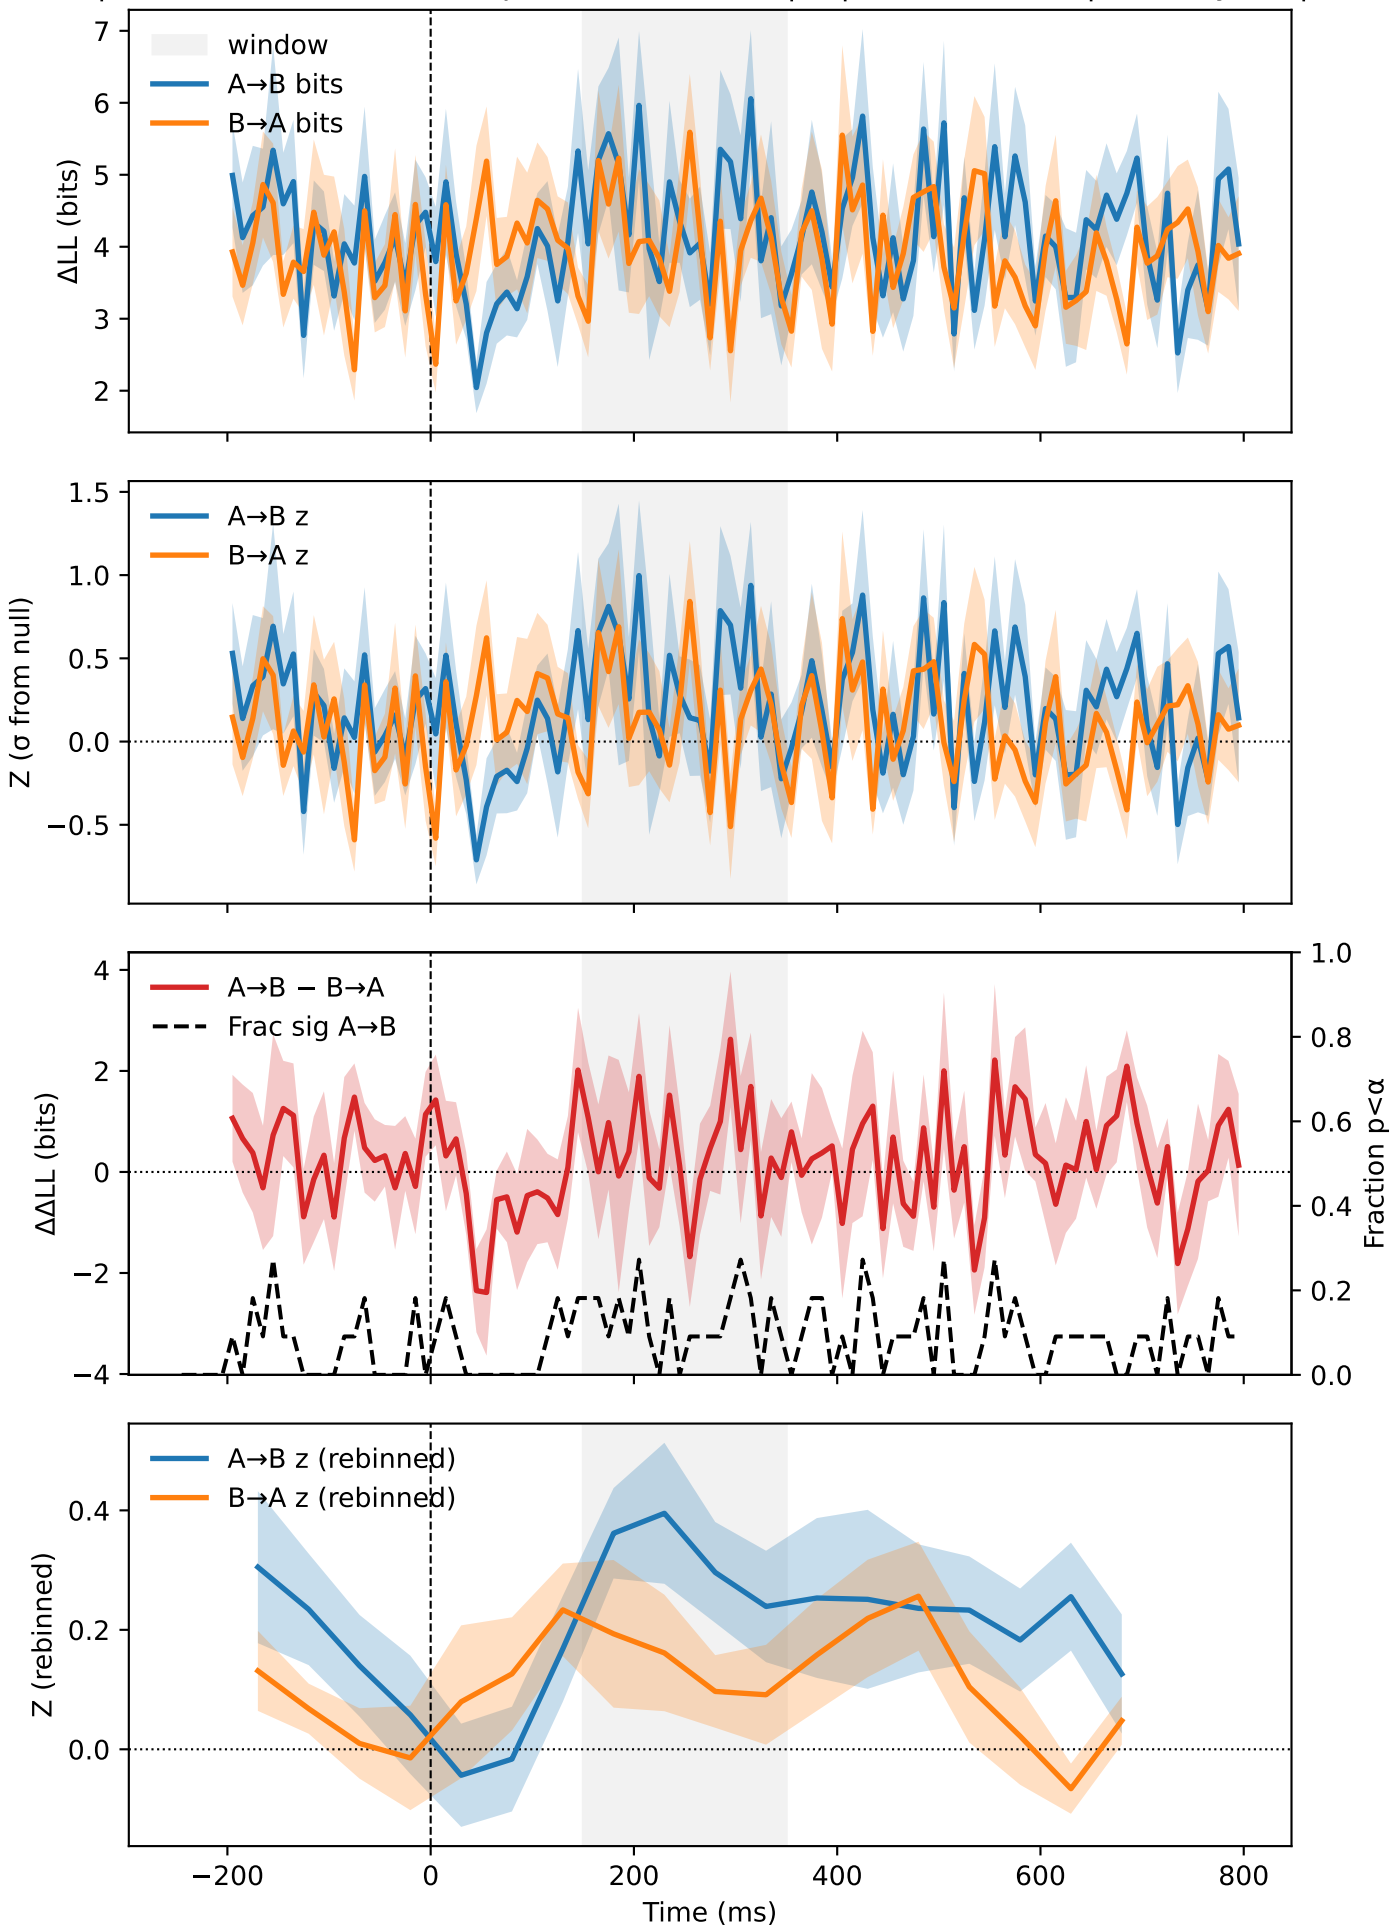 7
6
5
4
3
2
ΔLL (bits)
window
A→B bits
B→A bits
1.5
1.0
0.5
0.0
−0.5
Z (σ from null)
A→B z
B→A z
4
2
0
−2
−4
ΔΔLL (bits)
A→B − B→A
Frac sig A→B
1.0
0.8
0.6
0.4
0.2
0.0
Fraction p<α
0.4
0.2
0.0
Z (rebinned)
A→B z (rebinned)
B→A z (rebinned)
−200 0 200 400 600 800
Time (ms)